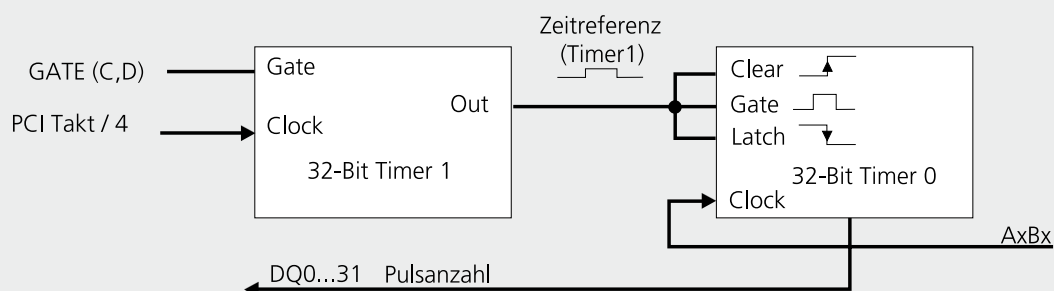 Zeitreferenz
(Timer1)
GATE (C,D)
Gate
Clear
Out
Gate
PCI Takt / 4
Clock
Latch
32-Bit Timer 1
32-Bit Timer 0
Clock
AxBx
DQ0...31 Pulsanzahl